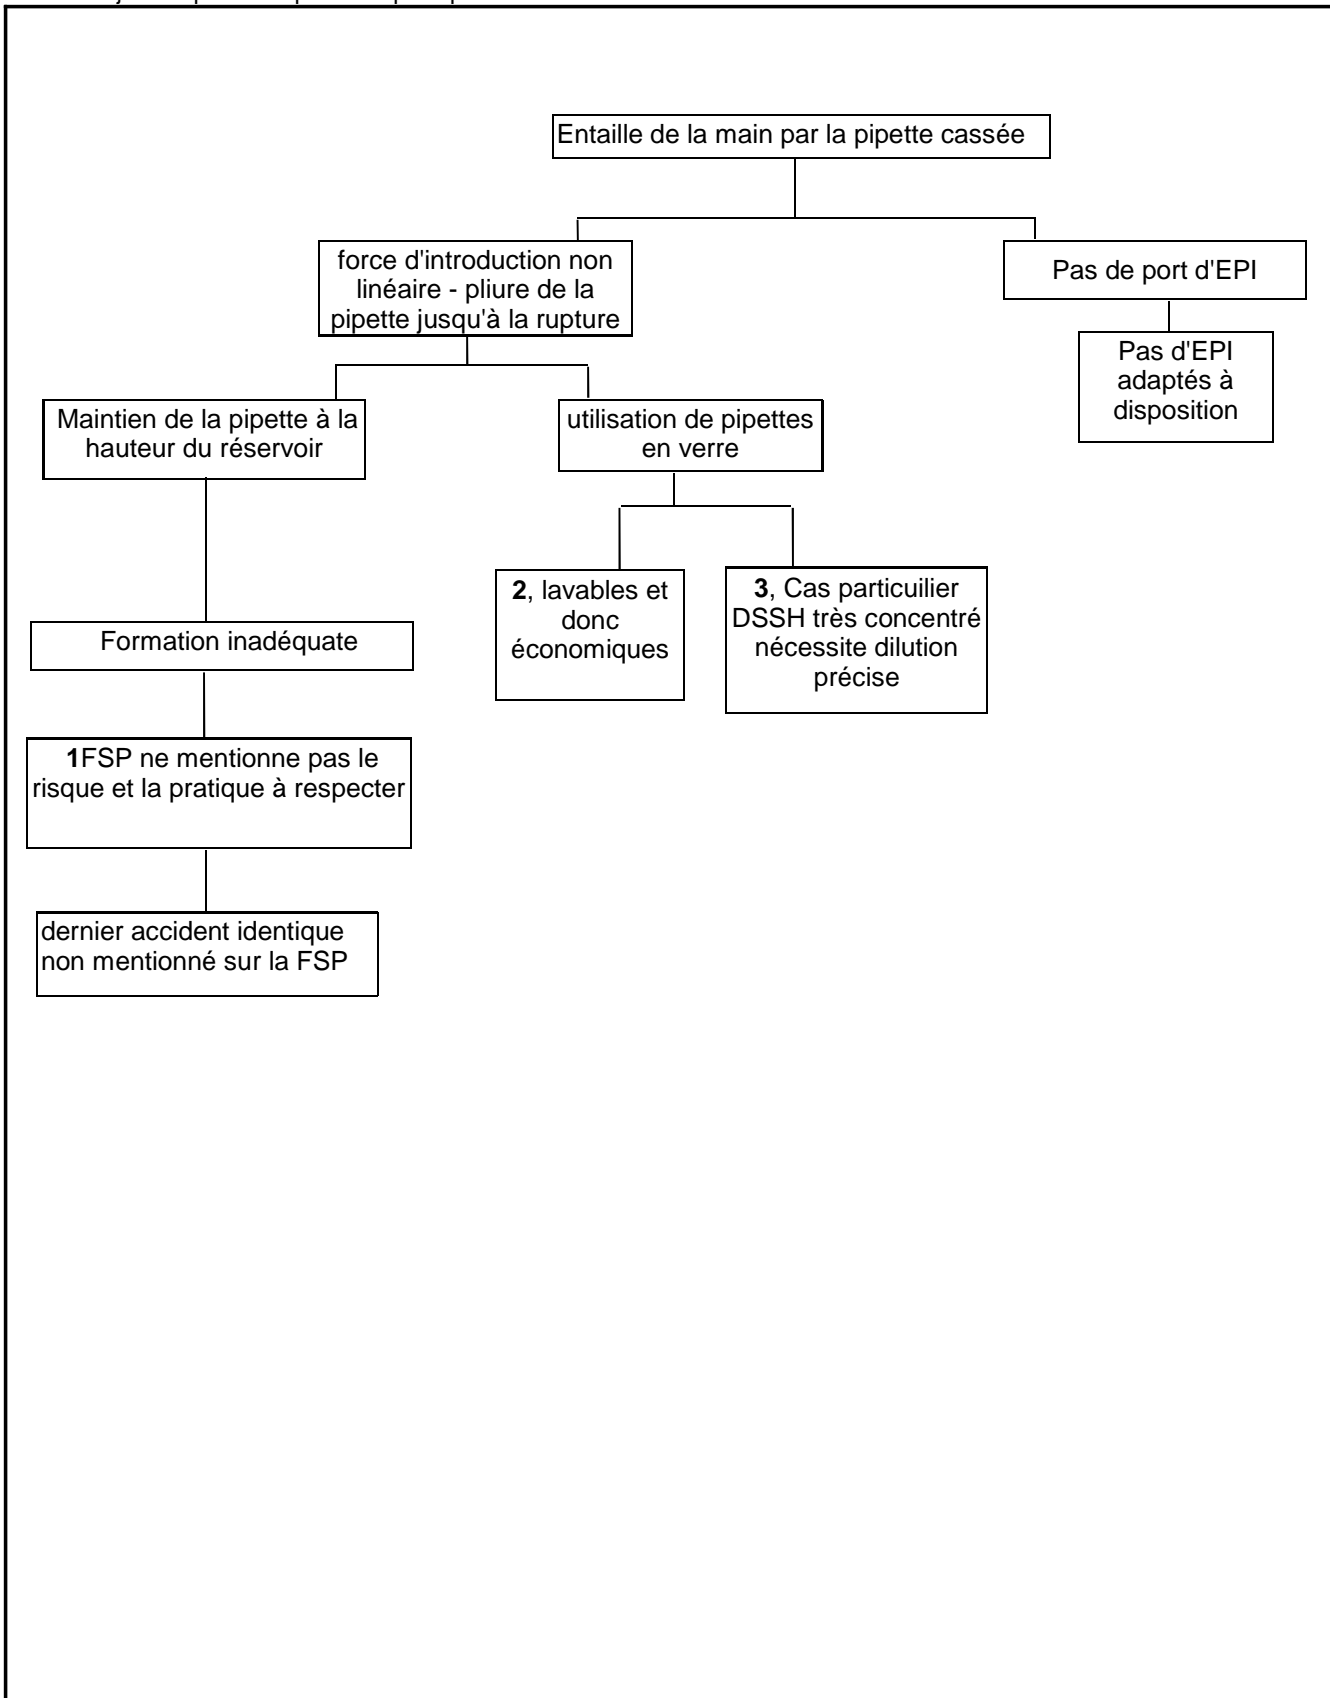 Entaille de la main par la pipette cassée
force d'introduction non
linéaire - pliure de la
pipette jusqu'à la rupture
Pas de port d'EPI
Pas d'EPI
adaptés à
disposition
Maintien de la pipette à la
hauteur du réservoir
utilisation de pipettes
en verre
2, lavables et
donc
économiques
3, Cas particuilier
DSSH très concentré
nécessite dilution
précise
Formation inadéquate
1FSP ne mentionne pas le
risque et la pratique à respecter
dernier accident identique
non mentionné sur la FSP